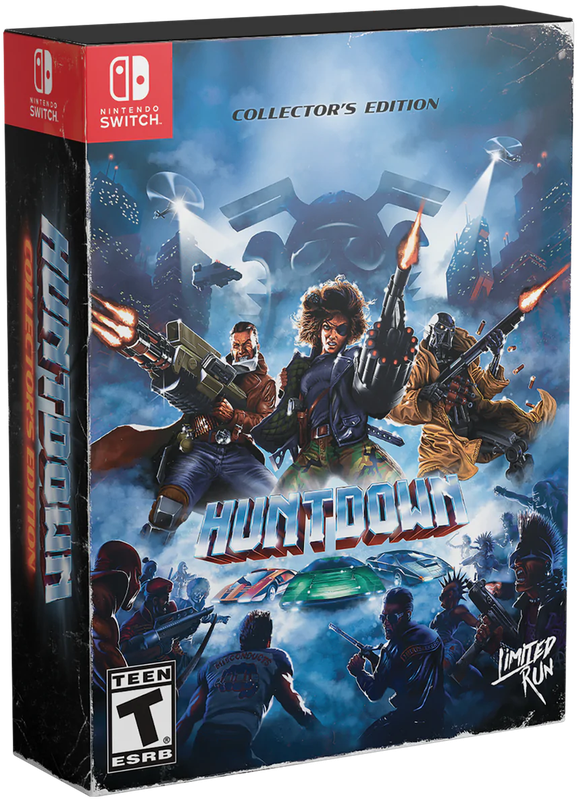 NINTENDO
SWITCH
NINTENDO
SWITCH
COLLECTOR'S EDITION
HUNTDOWN
COLLECTOR'S EDITION
HUNTDOWN
LIMITED
RUN
TEEN
T
ESRB